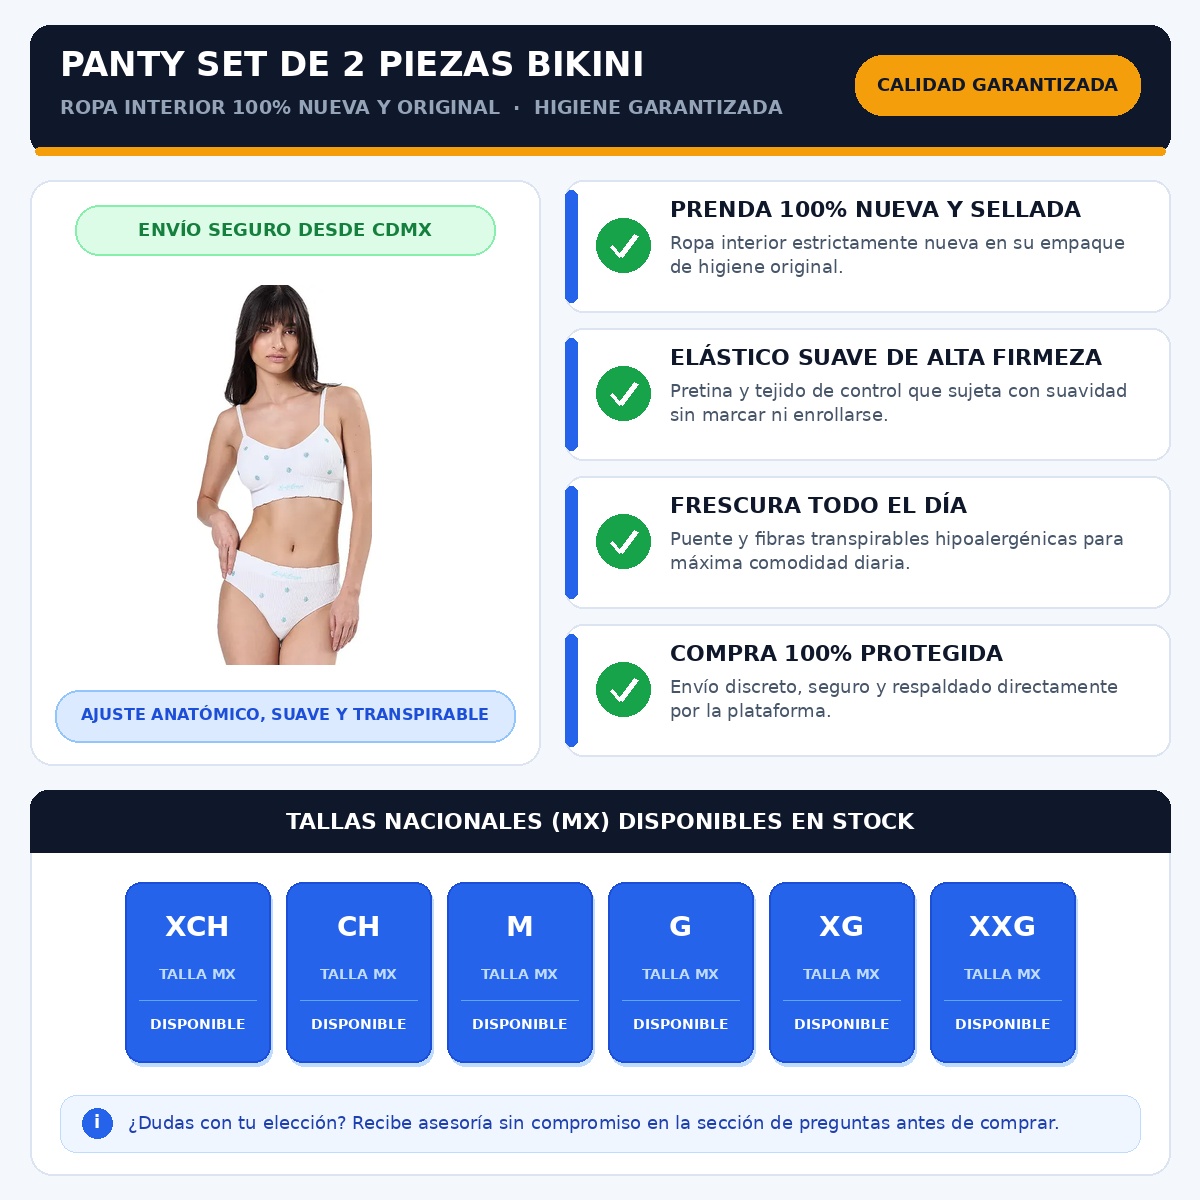 PANTY SET DE 2 PIEZAS BIKINI
ROPA INTERIOR 100% NUEVA Y ORIGINAL · HIGIENE GARANTIZADA
CALIDAD GARANTIZADA
ENVÍO SEGURO DESDE CDMX
AJUSTE ANATÓMICO, SUAVE Y TRANSPIRABLE
PRENDA 100% NUEVA Y SELLADA
Ropa interior estrictamente nueva en su empaque
de higiene original.
ELÁSTICO SUAVE DE ALTA FIRMEZA
Pretina y tejido de control que sujeta con suavidad
sin marcar ni enrollarse.
FRESCURA TODO EL DÍA
Puente y fibras transpirables hipoalergénicas para
máxima comodidad diaria.
COMPRA 100% PROTEGIDA
Envío discreto, seguro y respaldado directamente
por la plataforma.
TALLAS NACIONALES (MX) DISPONIBLES EN STOCK
XCH
TALLA MX
DISPONIBLE
CH
TALLA MX
DISPONIBLE
M
TALLA MX
DISPONIBLE
G
TALLA MX
DISPONIBLE
XG
TALLA MX
DISPONIBLE
XXG
TALLA MX
DISPONIBLE
i
¿Dudas con tu elección? Recibe asesoría sin compromiso en la sección de preguntas antes de comprar.